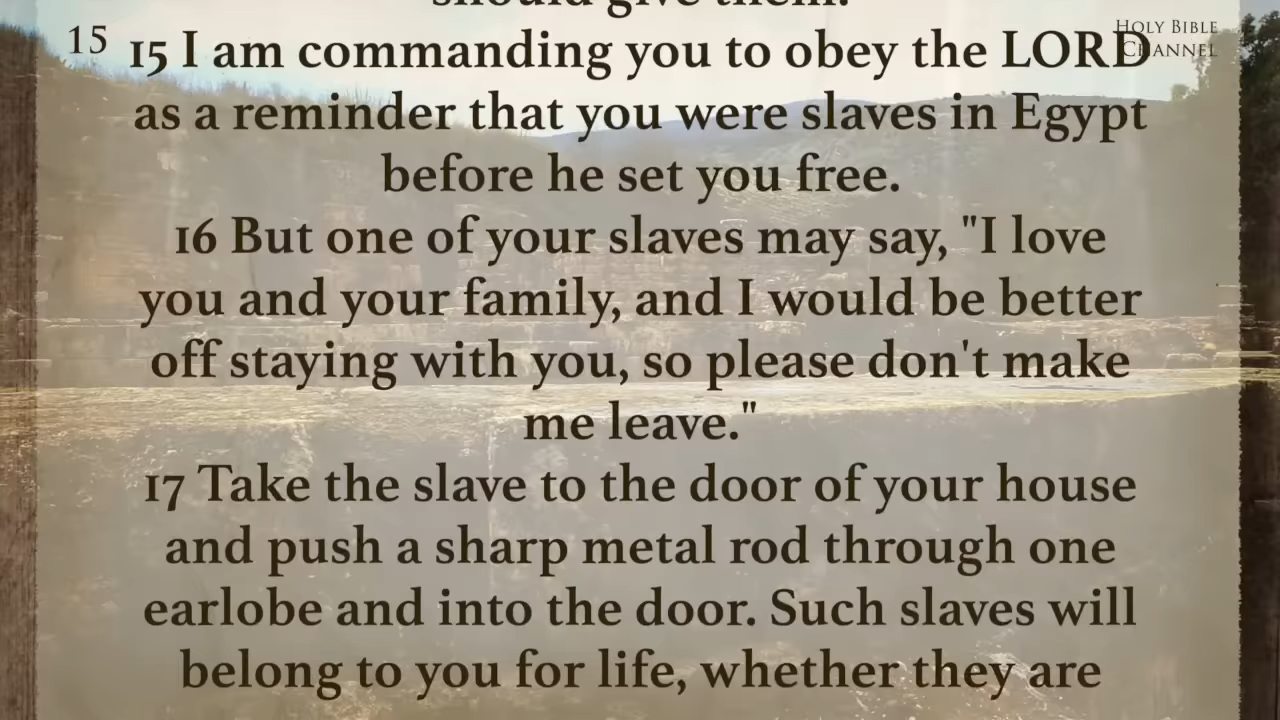 should give them.
15
HOLY BIBLE
CHANNEL
15 I am commanding you to obey the LORD
as a reminder that you were slaves in Egypt
before he set you free.
16 But one of your slaves may say, "I love
you and your family, and I would be better
off staying with you, so please don't make
me leave."
17 Take the slave to the door of your house
and push a sharp metal rod through one
earlobe and into the door. Such slaves will
belong to you for life, whether they are